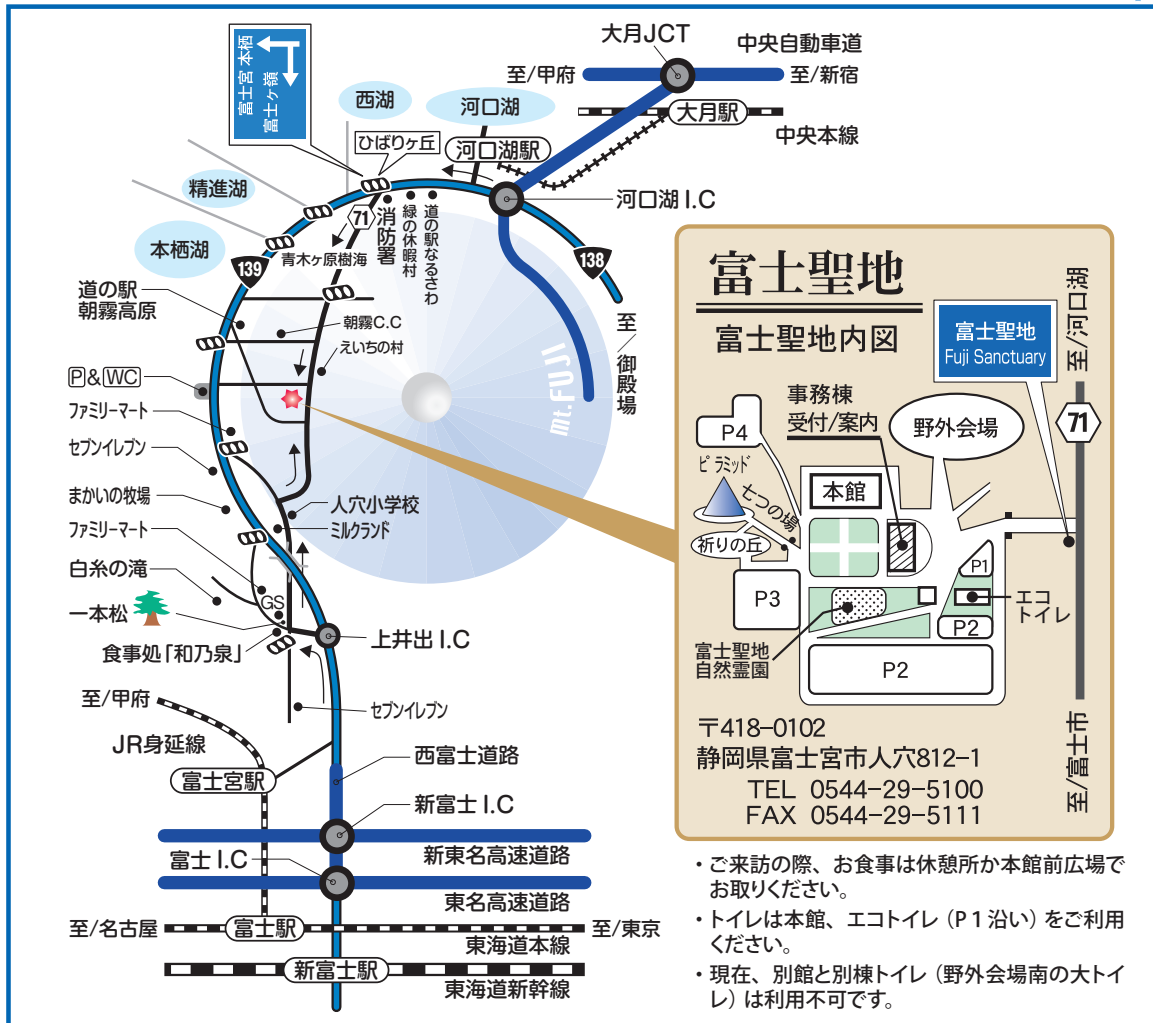 大月JCT
中央自動車道
至/甲府
至/新宿
大月駅
中央本線
富士宮 本栖
富士ヶ嶺
西湖
河口湖
ひばりヶ丘
河口湖駅
精進湖
河口湖 I.C
71
消防署
緑の休暇村
道の駅なるさわ
本栖湖
139
138
青木ヶ原樹海
道の駅
朝霧高原
朝霧C.C
えいちの村
至/御殿場
mt.FUJI
P&WC
ファミリーマート
セブンイレブン
まかいの牧場
人穴小学校
ファミリーマート
ミルクランド
白糸の滝
GS
一本松
上井出 I.C
食事処「和乃泉」
セブンイレブン
至/甲府
JR身延線
西富士道路
富士宮駅
新富士 I.C
新東名高速道路
富士 I.C
東名高速道路
至/名古屋
富士駅
至/東京
東海道本線
新富士駅
東海道新幹線
富士聖地
富士聖地内図
富士聖地
Fuji Sanctuary
至/河口湖
71
事務棟
受付/案内
野外会場
P4
ピラミッド
七つの場
本館
祈りの丘
P1
P3
エコ
トイレ
P2
富士聖地
自然霊園
P2
至/富士市
〒418-0102
静岡県富士宮市人穴812-1
TEL 0544-29-5100
FAX 0544-29-5111
・ご来訪の際、お食事は休憩所か本館前広場で
お取りください。
・トイレは本館、エコトイレ（P1沿い）をご利用
ください。
・現在、別館と別棟トイレ（野外会場南の大トイ
レ）は利用不可です。